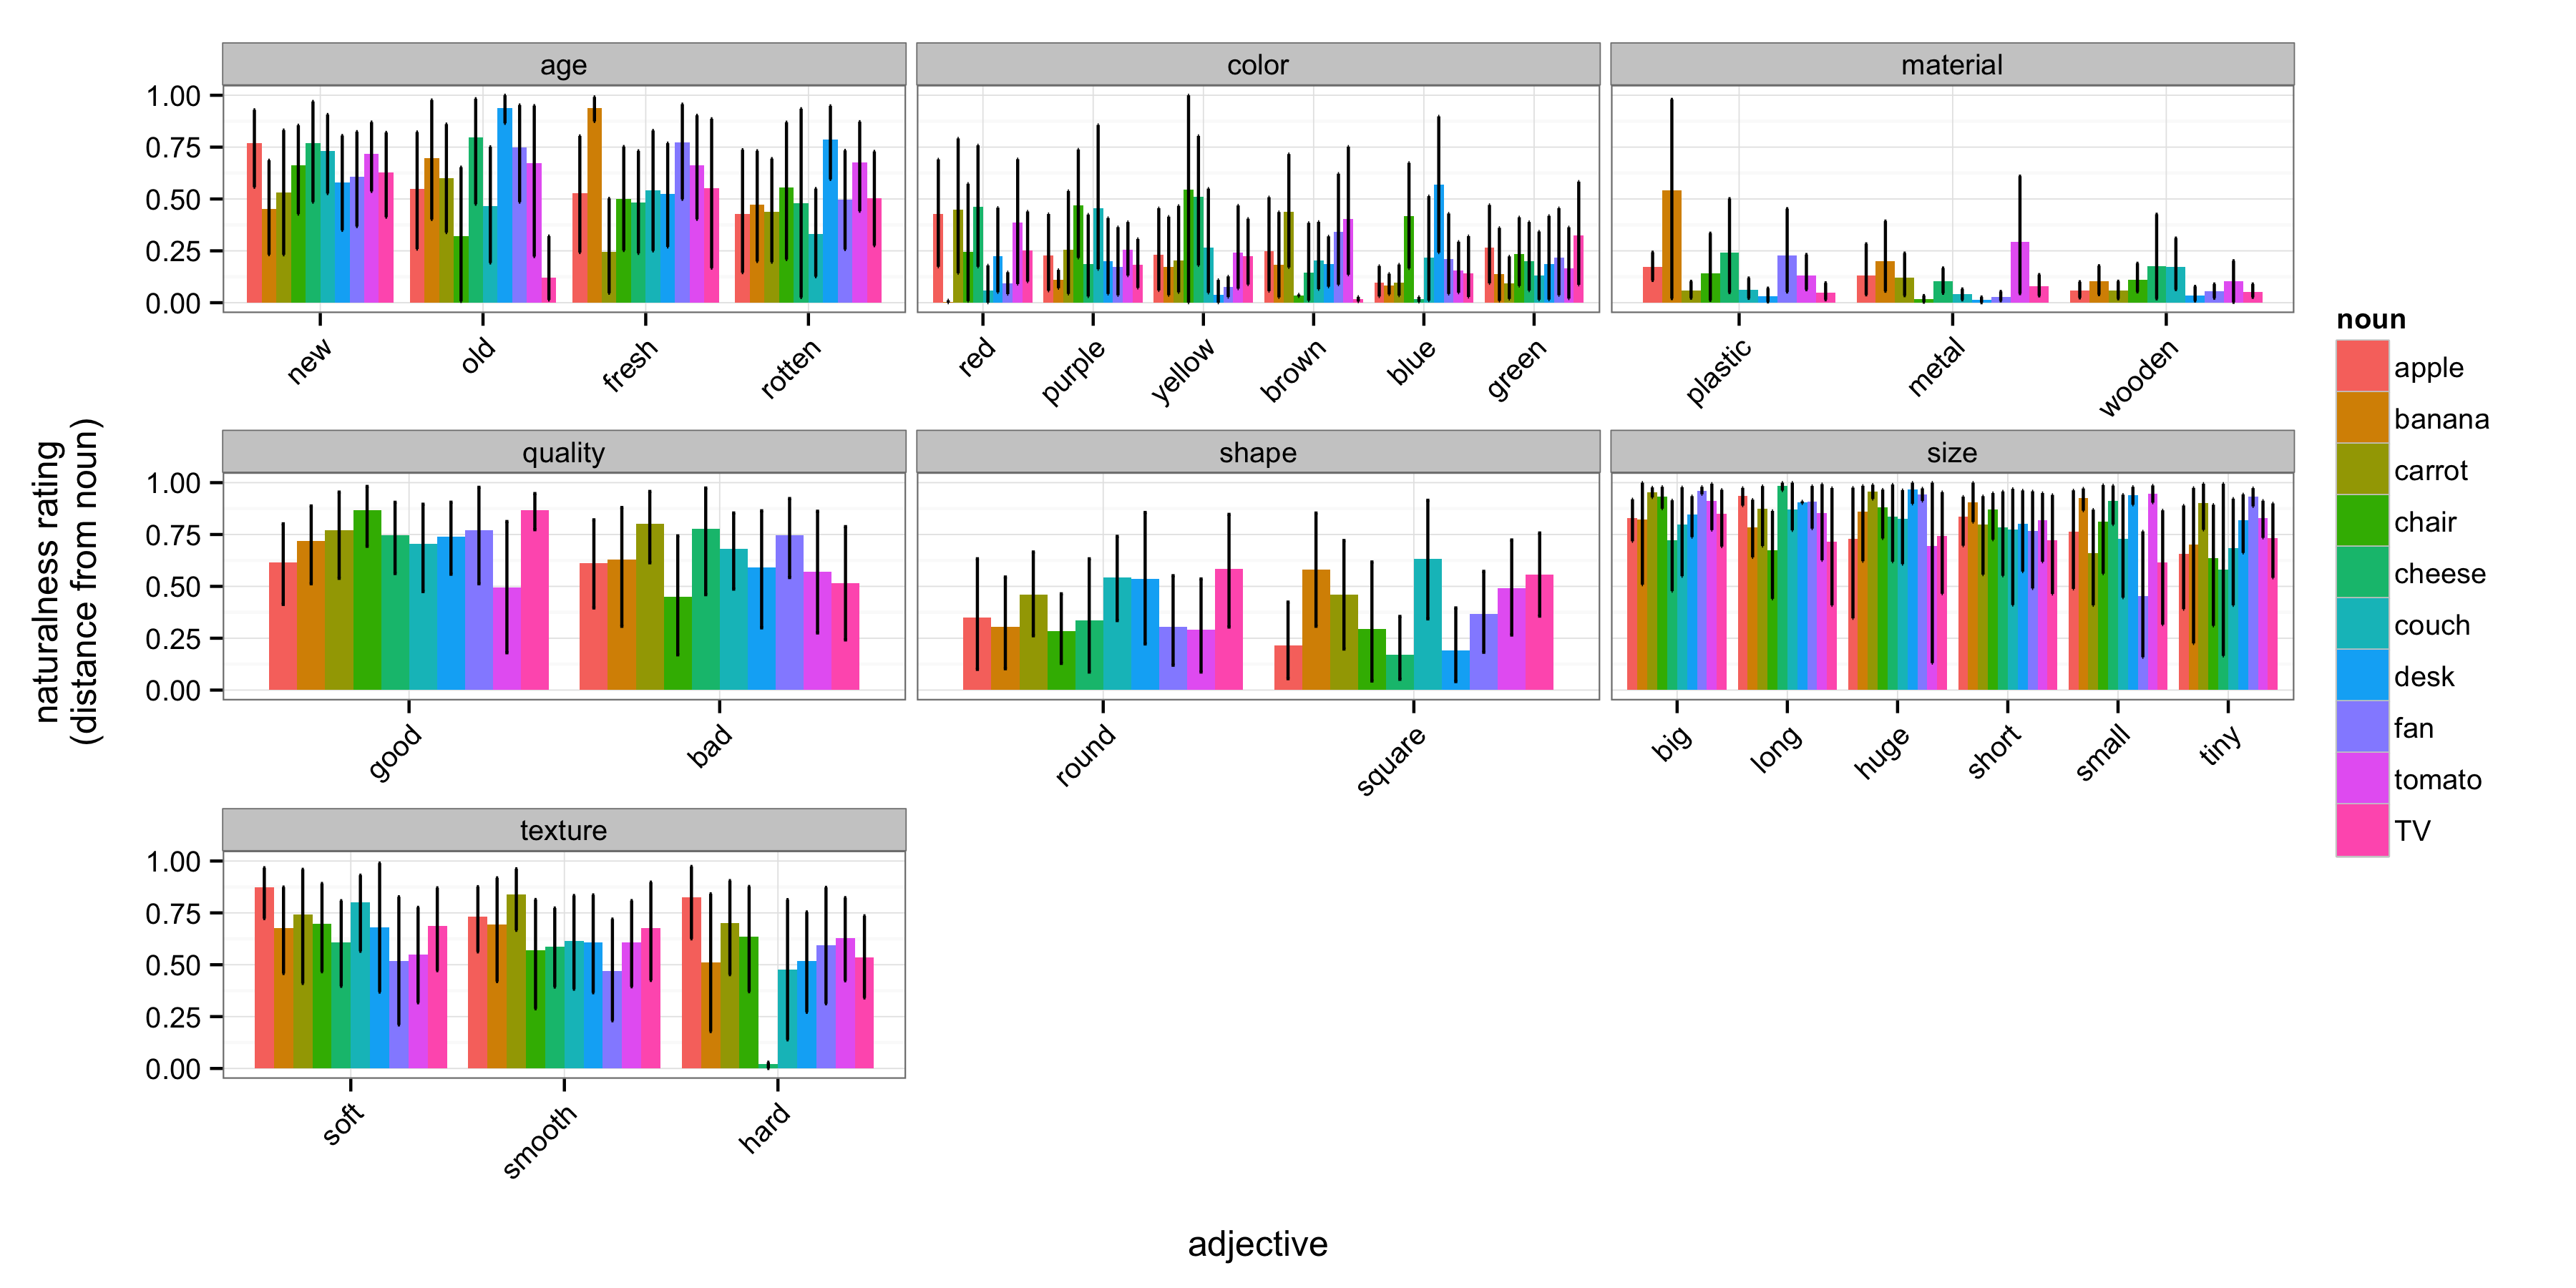 age
color
material
1.00
0.75
0.50
0.25
0.00
new
old
fresh
rotten
red
purple
yellow
brown
blue
green
plastic
metal
wooden
quality
shape
size
1.00
0.75
0.50
0.25
0.00
good
bad
round
square
big
long
huge
short
small
tiny
texture
1.00
0.75
0.50
0.25
0.00
soft
smooth
hard
naturalness rating
(distance from noun)
adjective
noun
apple
banana
carrot
chair
cheese
couch
desk
fan
tomato
TV